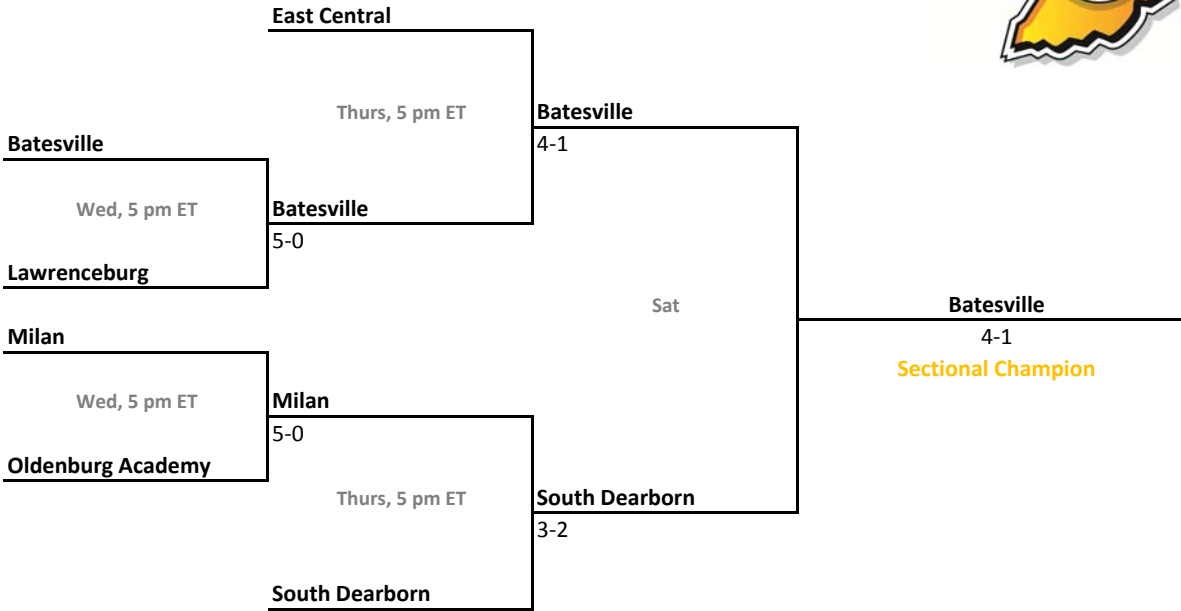 East Central
Thurs, 5 pm ET
Batesville
Batesville
4-1
Wed, 5 pm ET
Batesville
5-0
Lawrenceburg
Sat
Batesville
Milan
4-1
Sectional Champion
Wed, 5 pm ET
Milan
5-0
Oldenburg Academy
Thurs, 5 pm ET
South Dearborn
3-2
South Dearborn